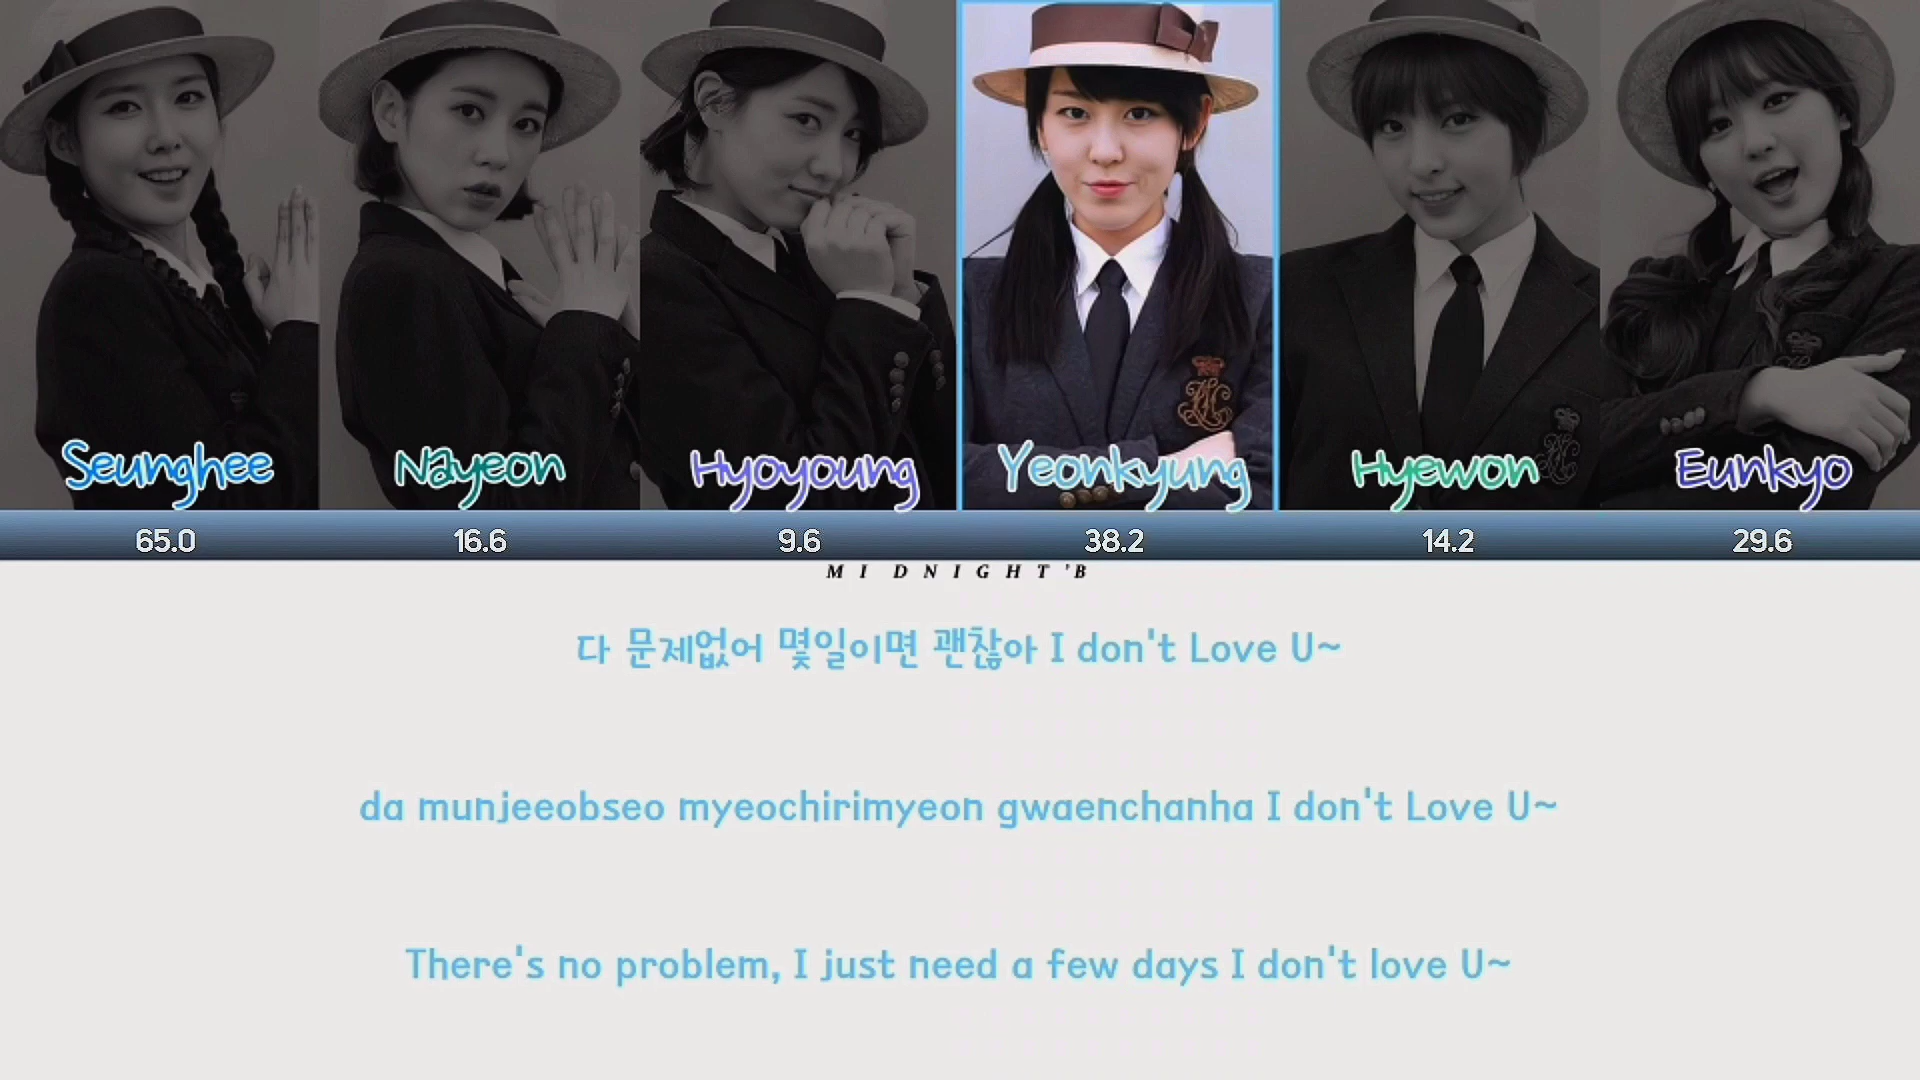 Seunghee Nayeon Hyoyoung Yeonkyung Hyewon Eunkyo
65.0 16.6 9.6 38.2 14.2 29.6
MIDNIGHT'B
다 문제없어 몇일이면 괜찮아 I don't Love U~
da munjeeobseo myeochirimyeon gwaenchanha I don't Love U~
There's no problem, I just need a few days I don't love U~